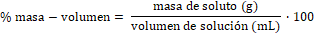 % masa − volumen = masa de soluto (g) / volumen de solución (mL) · 100